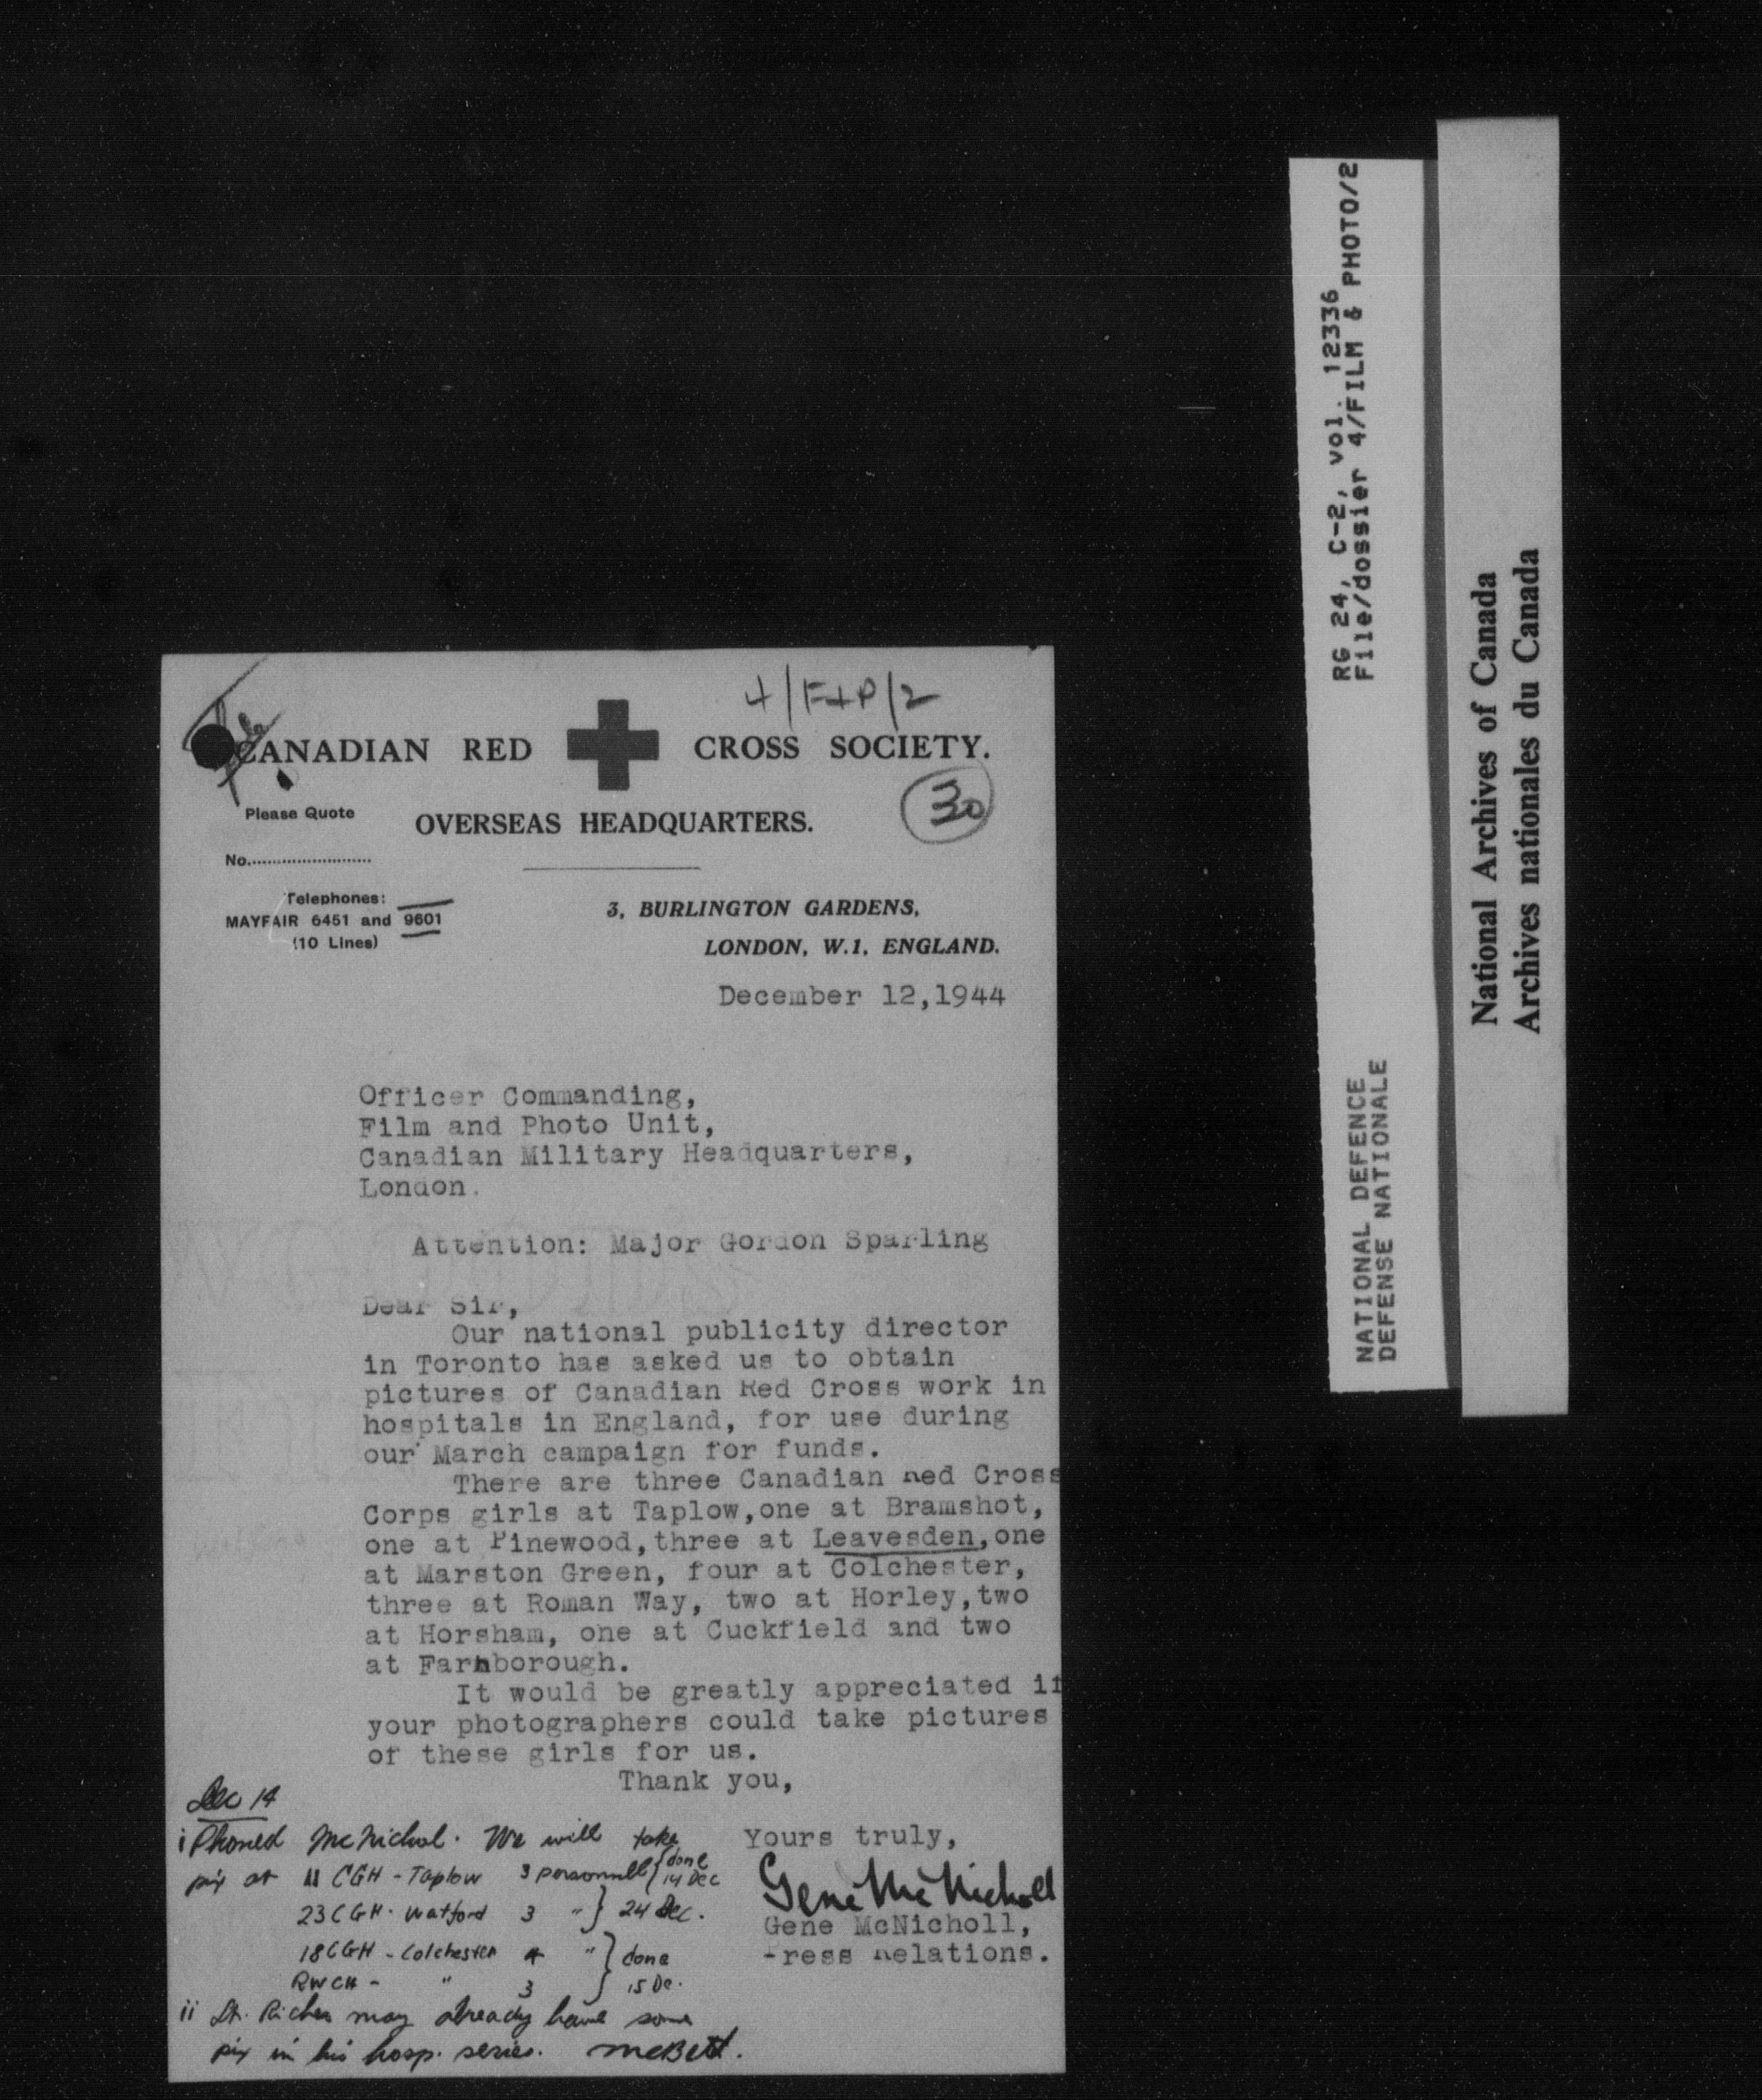 4/F+P/2
CANADIAN RED CROSS SOCIETY.
30
Please Quote
OVERSEAS HEADQUARTERS.
No.
Telephones:
MAYFAIR 6451 and 9601
(10 Lines)
3, BURLINGTON GARDENS,
LONDON, W.1, ENGLAND.
December 12,1944
Officer Commanding,
Film and Photo Unit,
Canadian Military Headquarters,
London.
Attention: Major Gordon Sparling
Dear Sir,
Our national publicity director
in Toronto has asked us to obtain
pictures of Canadian Red Cross work in
hospitals in England, for use during
our March campaign for funds.
There are three Canadian Red Cross
Corps girls at Taplow,one at Bramshot,
one at Pinewood,three at Leavesden,one
at Marston Green, four at Colchester,
three at Roman Way, two at Horley,two
at Horsham, one at Cuckfield and two
at Farnborough.
It would be greatly appreciated if
your photographers could take pictures
of these girls for us.
Thank you,
Yours truly,
Gene McNicholl
Gene McNicholl,
Press Relations.
Dec 14
i Phoned McNichol. We will take
pix at 11 CGH - Taplow 3 personnell } done 14 Dec
23 CGH - Watford 3 " } 24 Dec.
18 CGH - Colchester 4 " } done
RWCH - " 3 } 15 De.
ii Lt. Richer may already have some
pix in his hosp. series.
RG 24, C-2, vol. 12336
File/dossier 4/FILM & PHOTO/2
NATIONAL DEFENCE
DEFENSE NATIONALE
National Archives of Canada
Archives nationales du Canada